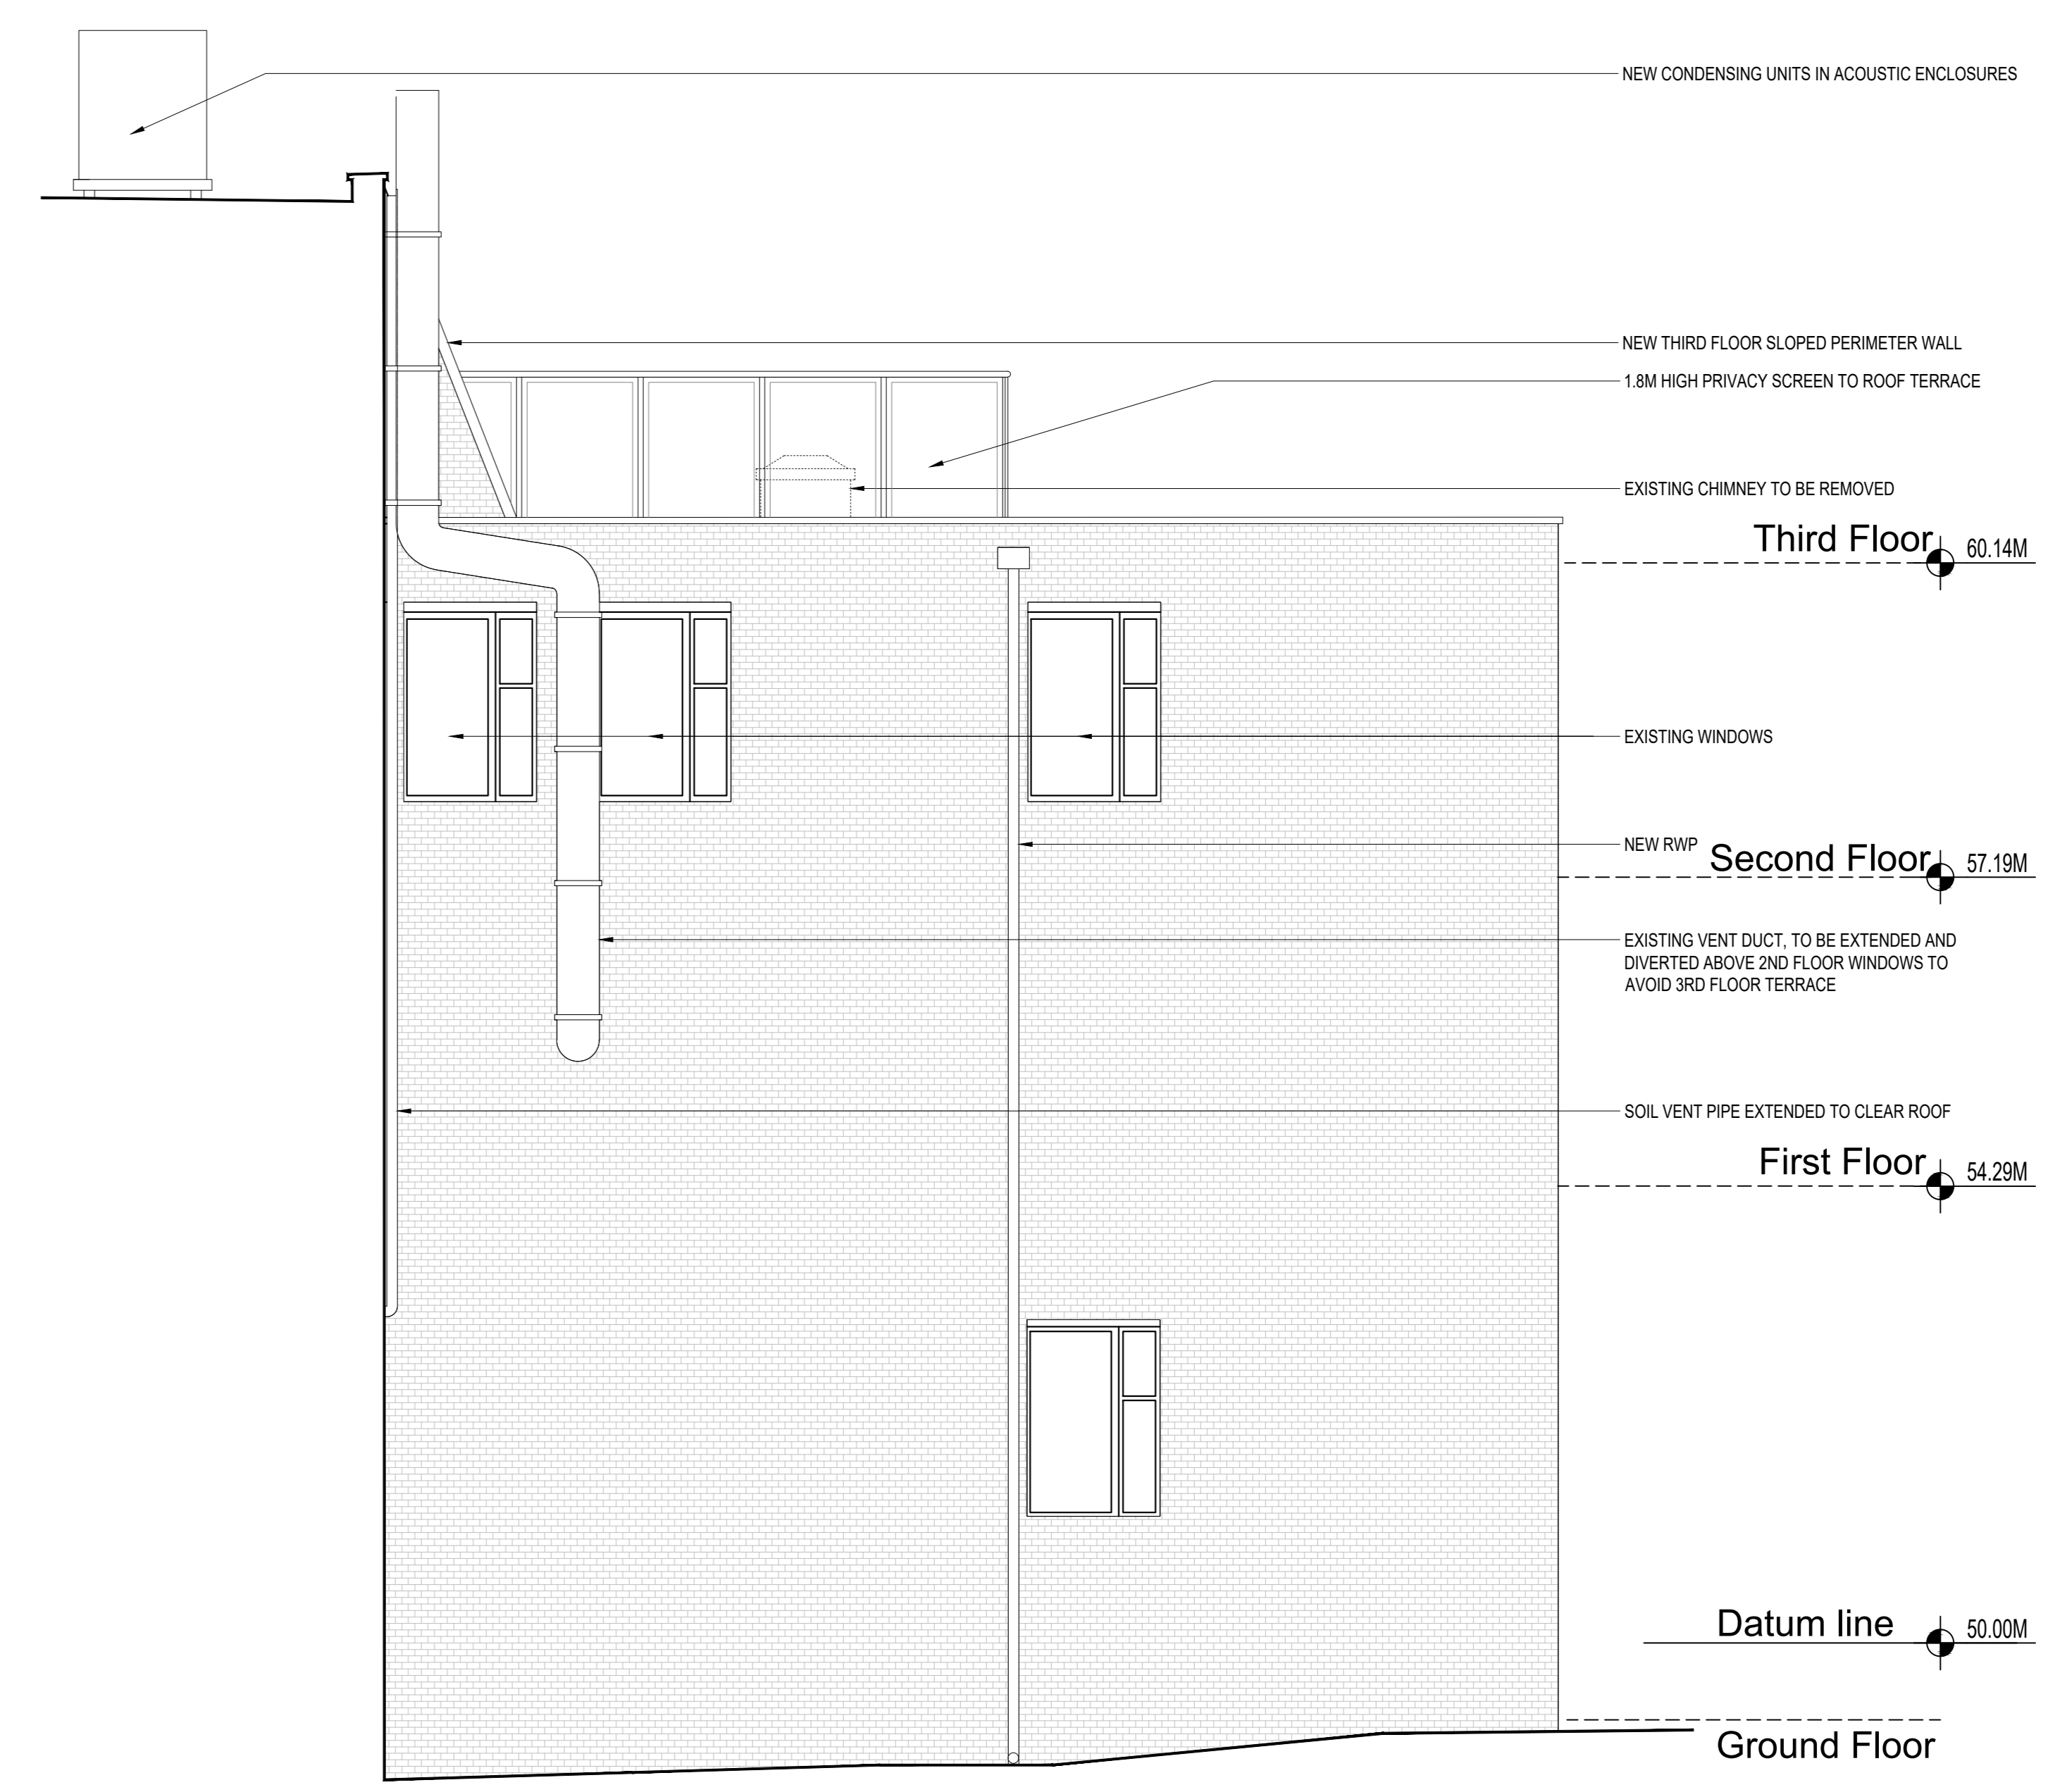 NEW CONDENSING UNITS IN ACOUSTIC ENCLOSURES
NEW THIRD FLOOR SLOPED PERIMETER WALL
1.8M HIGH PRIVACY SCREEN TO ROOF TERRACE
EXISTING CHIMNEY TO BE REMOVED
Third Floor 60.14M
EXISTING WINDOWS
NEW RWP
Second Floor 57.19M
EXISTING VENT DUCT, TO BE EXTENDED AND
DIVERTED ABOVE 2ND FLOOR WINDOWS TO
AVOID 3RD FLOOR TERRACE
SOIL VENT PIPE EXTENDED TO CLEAR ROOF
First Floor 54.29M
Datum line 50.00M
Ground Floor